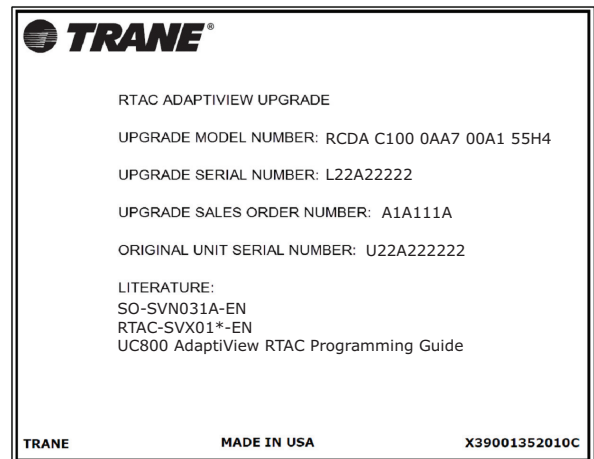 TRANE®
RTAC ADAPTIVIEW UPGRADE
UPGRADE MODEL NUMBER: RCDA C100 0AA7 00A1 55H4
UPGRADE SERIAL NUMBER: L22A22222
UPGRADE SALES ORDER NUMBER: A1A111A
ORIGINAL UNIT SERIAL NUMBER: U22A222222
LITERATURE:
SO-SVN031A-EN
RTAC-SVX01*-EN
UC800 AdaptiView RTAC Programming Guide
TRANE MADE IN USA X39001352010C